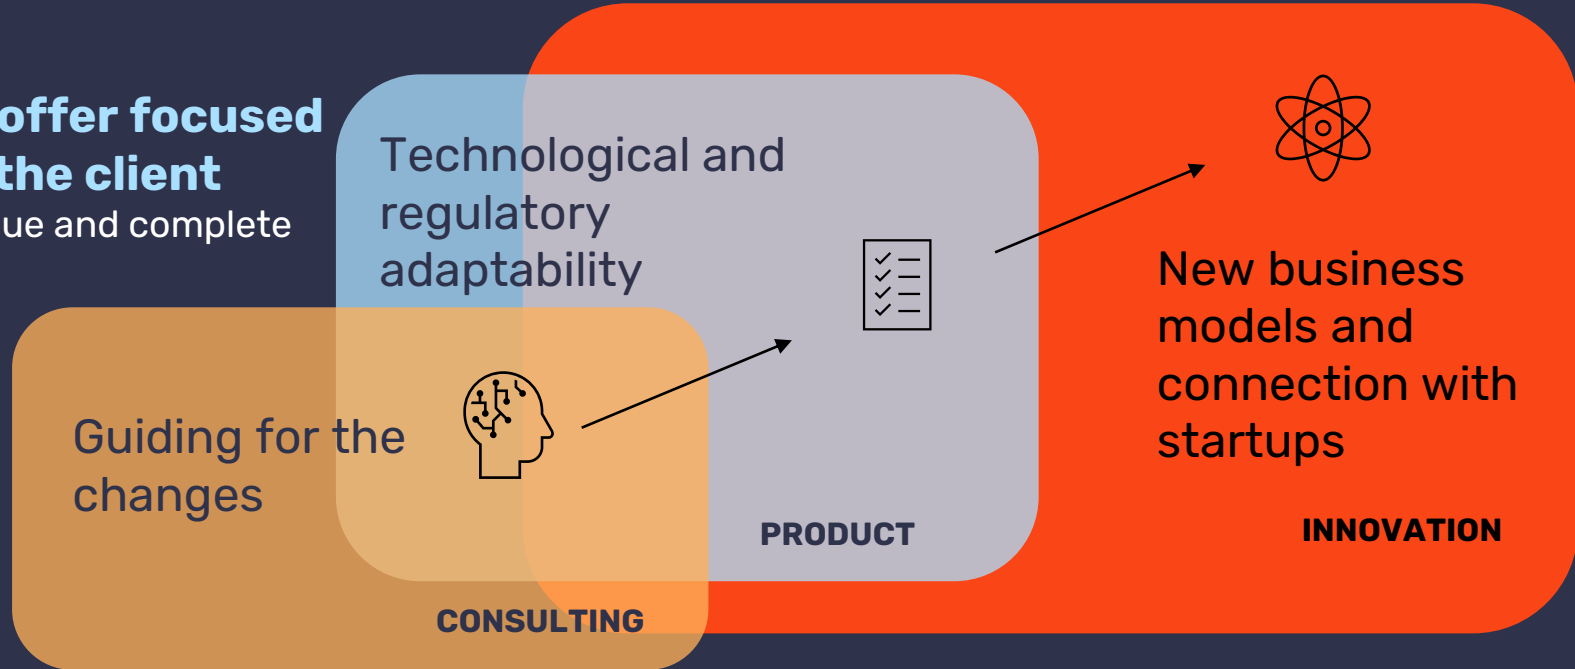 offer focused
the client
ue and complete
Technological and
regulatory
adaptability
Guiding for the
changes
New business
models and
connection with
startups
PRODUCT
INNOVATION
CONSULTING